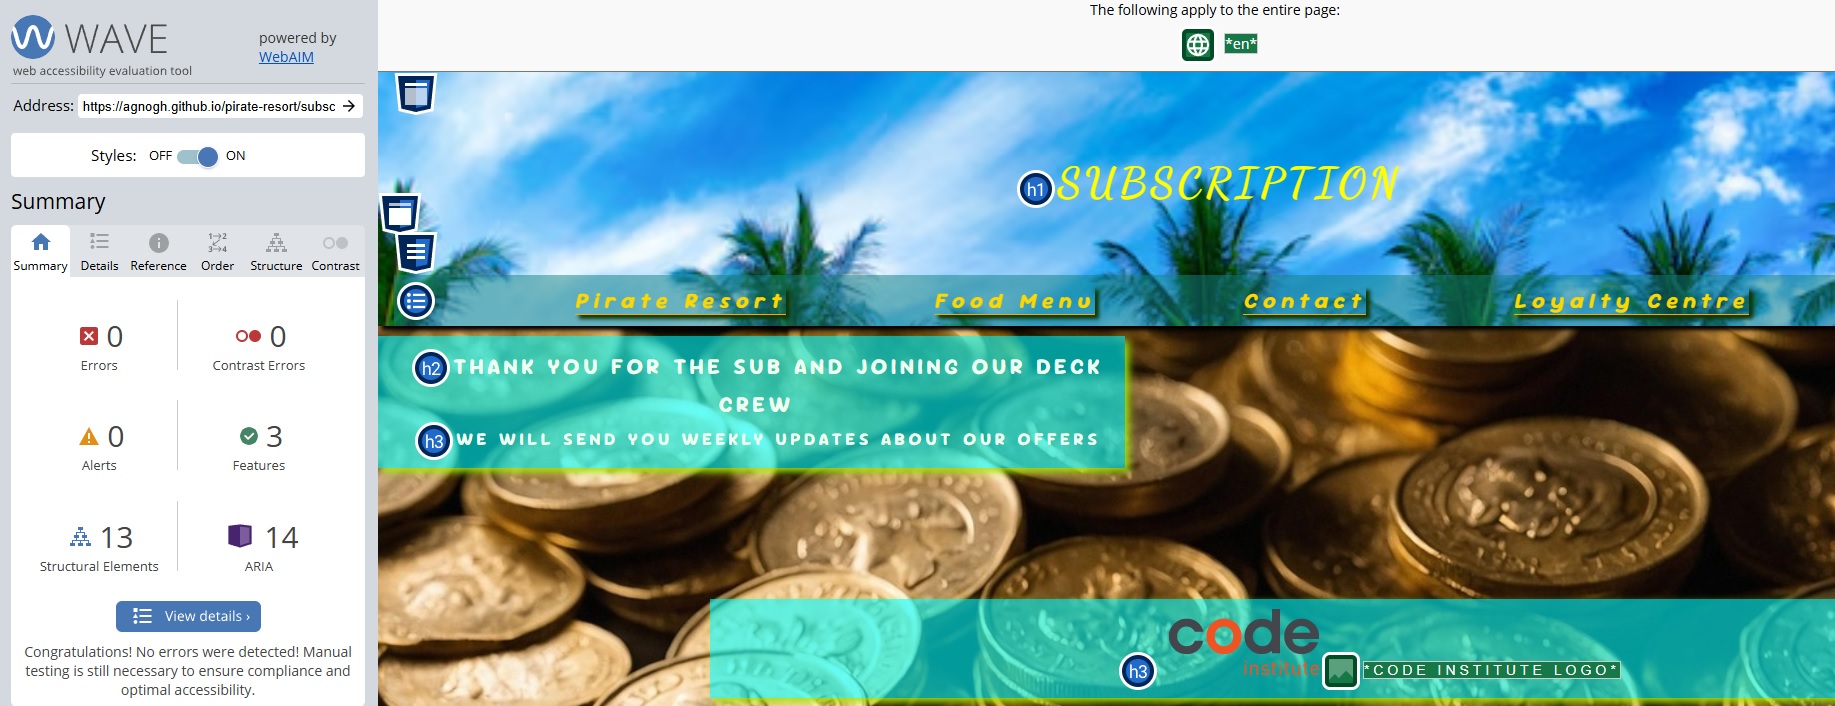 WAVE
powered by
WebAIM
web accessibility evaluation tool
Address: https://agnogh.github.io/pirate-resort/subsc
Styles: OFF ON
Summary
Summary Details Reference Order Structure Contrast
1 2
3 4
0 Errors
0 Contrast Errors
0 Alerts
3 Features
13 Structural Elements
14 ARIA
View details ›
Congratulations! No errors were detected! Manual
testing is still necessary to ensure compliance and
optimal accessibility.
The following apply to the entire page:
*en*
h1 SUBSCRIPTION
Pirate Resort Food Menu Contact Loyalty Centre
h2 THANK YOU FOR THE SUB AND JOINING OUR DECK
CREW
h3 WE WILL SEND YOU WEEKLY UPDATES ABOUT OUR OFFERS
code
institute
h3 *CODE INSTITUTE LOGO*